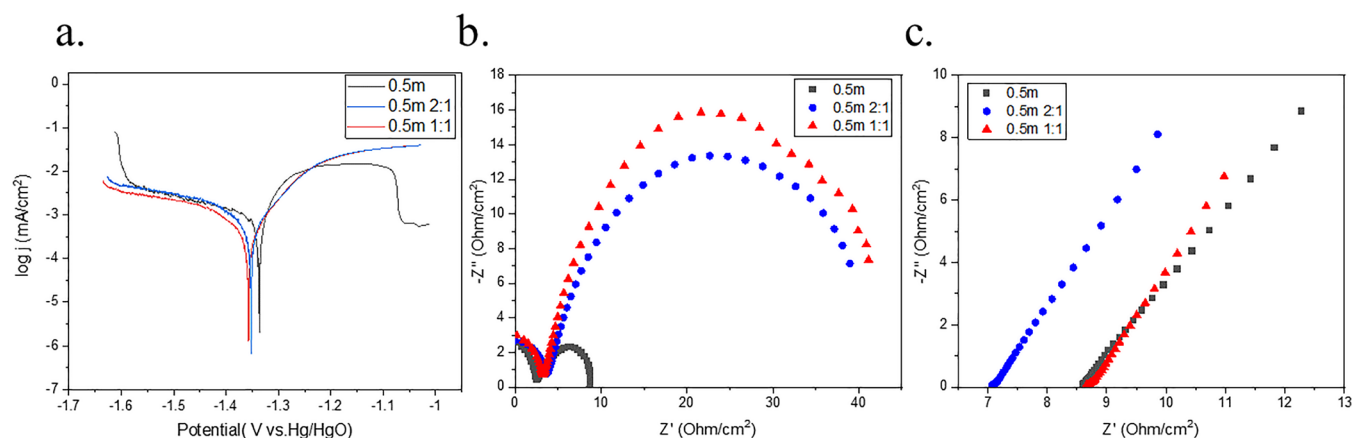 a.
0
-1
-2
-3
-4
-5
-6
-7
log j (mA/cm²)
-1.7
-1.6
-1.5
-1.4
-1.3
-1.2
-1.1
-1
Potential( V vs.Hg/HgO)
0.5m
0.5m 2:1
0.5m 1:1
b.
18
16
14
12
10
8
6
4
2
0
-Z" (Ohm/cm²)
0
10
20
30
40
Z' (Ohm/cm²)
0.5m
0.5m 2:1
0.5m 1:1
c.
10
8
6
4
2
0
-Z" (Ohm/cm²)
7
8
9
10
11
12
13
Z' (Ohm/cm²)
0.5m
0.5m 2:1
0.5m 1:1